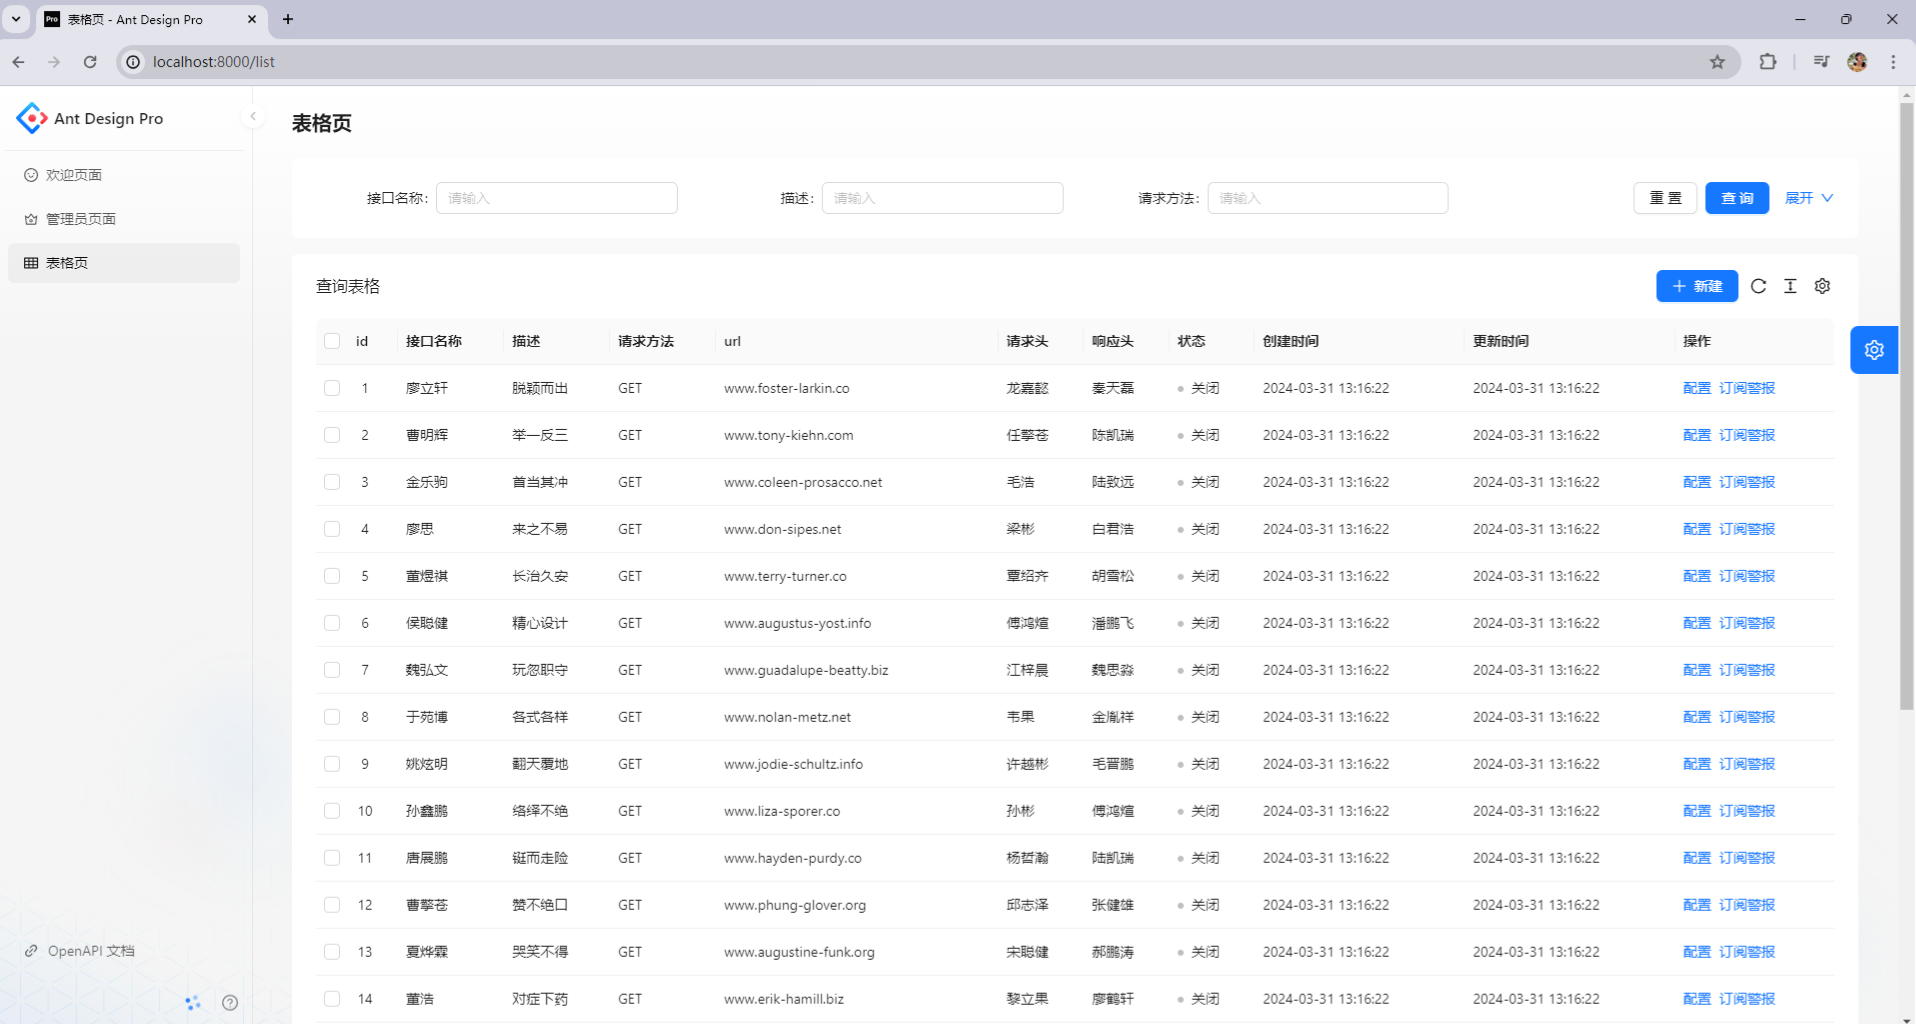 表格页 - Ant Design Pro
localhost:8000/list
Ant Design Pro
欢迎页面
管理员页面
表格页
OpenAPI 文档
表格页
接口名称: 请输入 描述: 请输入 请求方法: 请输入 重 置 查 询 展开
查询表格 + 新建
id 接口名称 描述 请求方法 url 请求头 响应头 状态 创建时间 更新时间 操作
1 廖立轩 脱颖而出 GET www.foster-larkin.co 龙嘉懿 秦天磊 关闭 2024-03-31 13:16:22 2024-03-31 13:16:22 配置 订阅警报
2 曹明辉 举一反三 GET www.tony-kiehn.com 任擎苍 陈凯瑞 关闭 2024-03-31 13:16:22 2024-03-31 13:16:22 配置 订阅警报
3 金乐驹 首当其冲 GET www.coleen-prosacco.net 毛浩 陆致远 关闭 2024-03-31 13:16:22 2024-03-31 13:16:22 配置 订阅警报
4 廖思 来之不易 GET www.don-sipes.net 梁彬 白君浩 关闭 2024-03-31 13:16:22 2024-03-31 13:16:22 配置 订阅警报
5 董煜祺 长治久安 GET www.terry-turner.co 覃绍齐 胡雪松 关闭 2024-03-31 13:16:22 2024-03-31 13:16:22 配置 订阅警报
6 侯聪健 精心设计 GET www.augustus-yost.info 傅鸿煊 潘鹏飞 关闭 2024-03-31 13:16:22 2024-03-31 13:16:22 配置 订阅警报
7 魏弘文 玩忽职守 GET www.guadalupe-beatty.biz 江梓晨 魏思淼 关闭 2024-03-31 13:16:22 2024-03-31 13:16:22 配置 订阅警报
8 于苑博 各式各样 GET www.nolan-metz.net 韦果 金胤祥 关闭 2024-03-31 13:16:22 2024-03-31 13:16:22 配置 订阅警报
9 姚炫明 翻天覆地 GET www.jodie-schultz.info 许越彬 毛晋鹏 关闭 2024-03-31 13:16:22 2024-03-31 13:16:22 配置 订阅警报
10 孙鑫鹏 络绎不绝 GET www.liza-sporer.co 孙彬 傅鸿煊 关闭 2024-03-31 13:16:22 2024-03-31 13:16:22 配置 订阅警报
11 唐展鹏 铤而走险 GET www.hayden-purdy.co 杨哲瀚 陆凯瑞 关闭 2024-03-31 13:16:22 2024-03-31 13:16:22 配置 订阅警报
12 曹擎苍 赞不绝口 GET www.phung-glover.org 邱志泽 张健雄 关闭 2024-03-31 13:16:22 2024-03-31 13:16:22 配置 订阅警报
13 夏烨霖 哭笑不得 GET www.augustine-funk.org 宋聪健 郝鹏涛 关闭 2024-03-31 13:16:22 2024-03-31 13:16:22 配置 订阅警报
14 董浩 对症下药 GET www.erik-hamill.biz 黎立果 廖鹤轩 关闭 2024-03-31 13:16:22 2024-03-31 13:16:22 配置 订阅警报